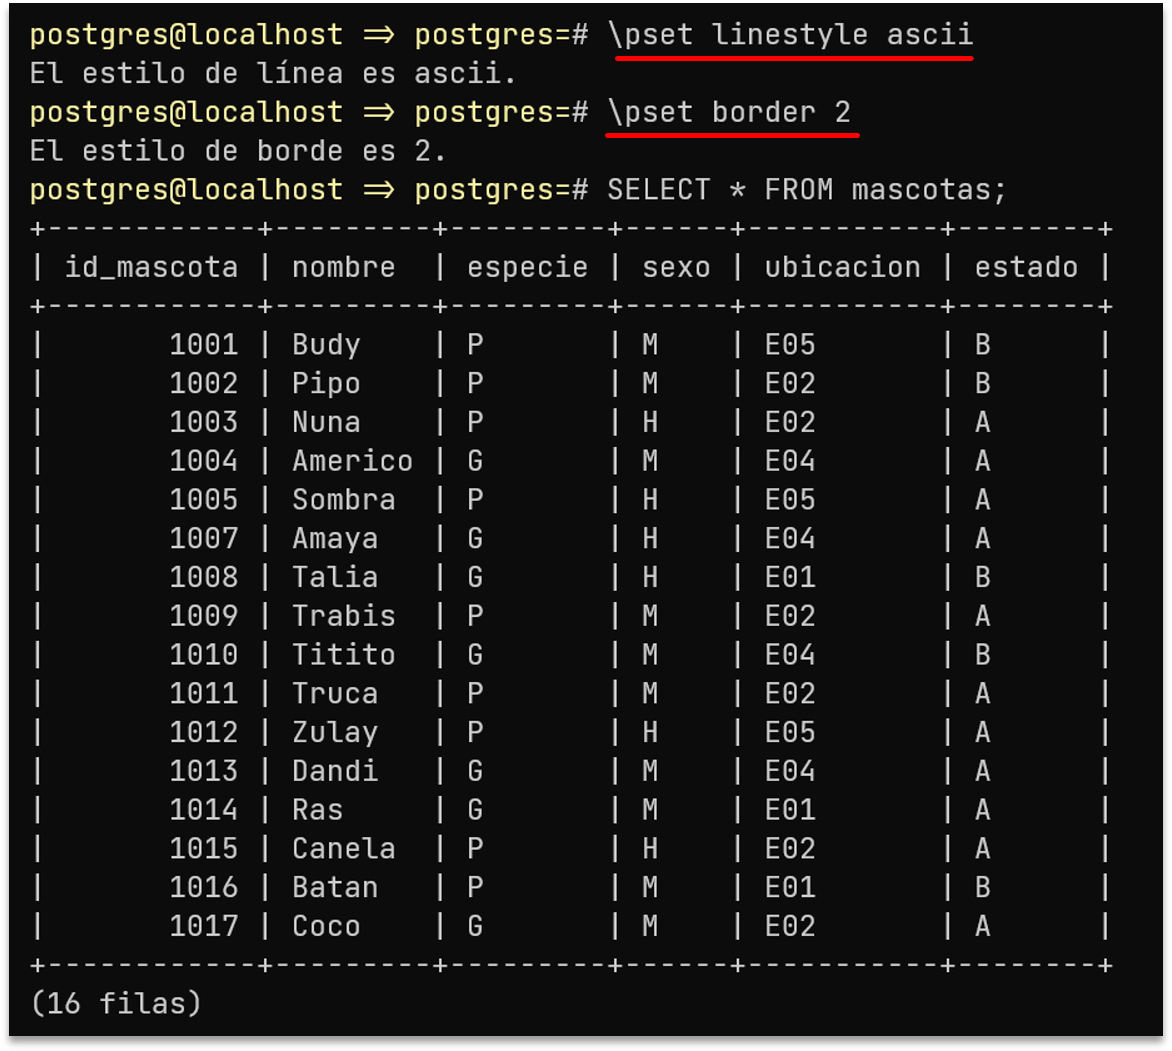 postgres@localhost => postgres=# \pset linestyle ascii
El estilo de línea es ascii.
postgres@localhost => postgres=# \pset border 2
El estilo de borde es 2.
postgres@localhost => postgres=# SELECT * FROM mascotas;
+------------+---------+---------+------+-----------+--------+
| id_mascota | nombre  | especie | sexo | ubicacion | estado |
+------------+---------+---------+------+-----------+--------+
|       1001 | Budy    | P       | M    | E05       | B      |
|       1002 | Pipo    | P       | M    | E02       | B      |
|       1003 | Nuna    | P       | H    | E02       | A      |
|       1004 | Americo | G       | M    | E04       | A      |
|       1005 | Sombra  | P       | H    | E05       | A      |
|       1007 | Amaya   | G       | H    | E04       | A      |
|       1008 | Talia   | G       | H    | E01       | B      |
|       1009 | Trabis  | P       | M    | E02       | A      |
|       1010 | Titito  | G       | M    | E04       | B      |
|       1011 | Truca   | P       | M    | E02       | A      |
|       1012 | Zulay   | P       | H    | E05       | A      |
|       1013 | Dandi   | G       | M    | E04       | A      |
|       1014 | Ras     | G       | M    | E01       | A      |
|       1015 | Canela  | P       | H    | E02       | A      |
|       1016 | Batan   | P       | M    | E01       | B      |
|       1017 | Coco    | G       | M    | E02       | A      |
+------------+---------+---------+------+-----------+--------+
(16 filas)